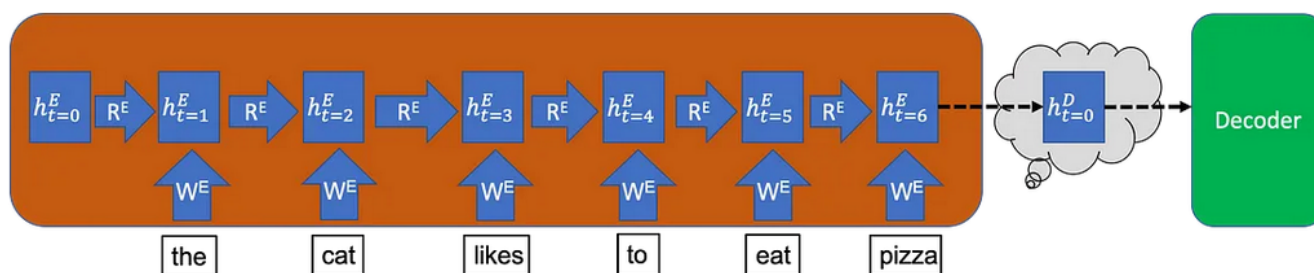 h^E_{t=0} R^E h^E_{t=1} R^E h^E_{t=2} R^E h^E_{t=3} R^E h^E_{t=4} R^E h^E_{t=5} R^E h^E_{t=6} h^D_{t=0} Decoder
W^E W^E W^E W^E W^E W^E
the cat likes to eat pizza